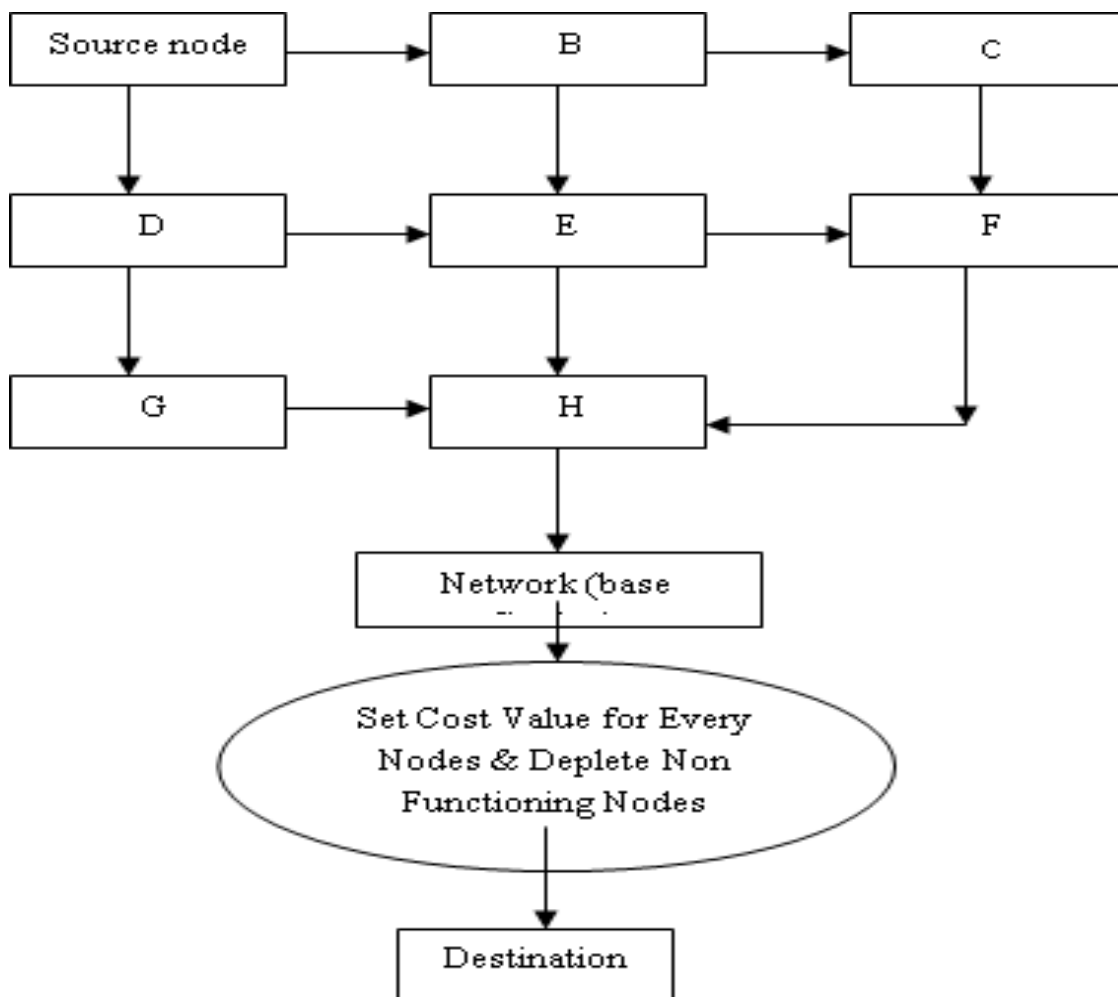 Source node
B
C
D
E
F
G
H
Network (base
Set Cost Value for Every
Nodes & Deplete Non
Functioning Nodes
Destination